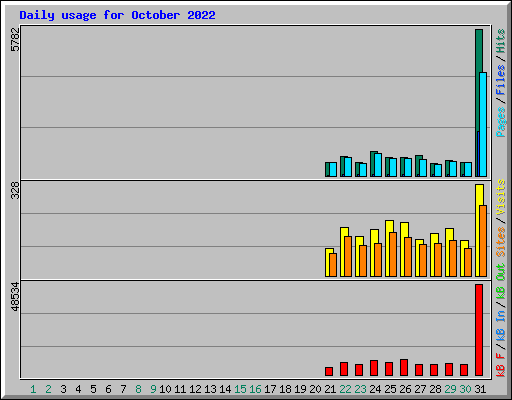 Daily usage for October 2022
5782
Pages / Files / Hits
328
Sites / Visits
48534
kB F / kB In / kB Out
1 2 3 4 5 6 7 8 9 10 11 12 13 14 15 16 17 18 19 20 21 22 23 24 25 26 27 28 29 30 31